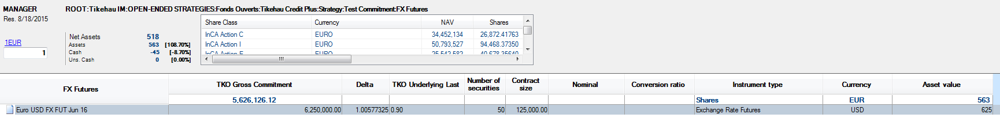 MANAGER
ROOT:Tikehau IM:OPEN-ENDED STRATEGIES:Fonds Ouverts:Tikehau Credit Plus:Strategy:Test Commitment:FX Futures
Res. 8/18/2015
1EUR
1
Net Assets 518
Assets 563 [108.70%]
Cash -45 [-8.70%]
Uns. Cash 0 [0.00%]
Share Class Currency NAV Shares
InCA Action C EURO 34,452,134 26,872.41763
InCA Action I EURO 50,793,527 94,468.37350
FX Futures TKO Gross Commitment Delta TKO Underlying Last Number of securities Contract size Nominal Conversion ratio Instrument type Currency Asset value
5,626,126.12 Shares EUR 563
Euro USD FX FUT Jun 16 6,250,000.00 1.00577325 0.90 50 125,000.00 Exchange Rate Futures USD 625